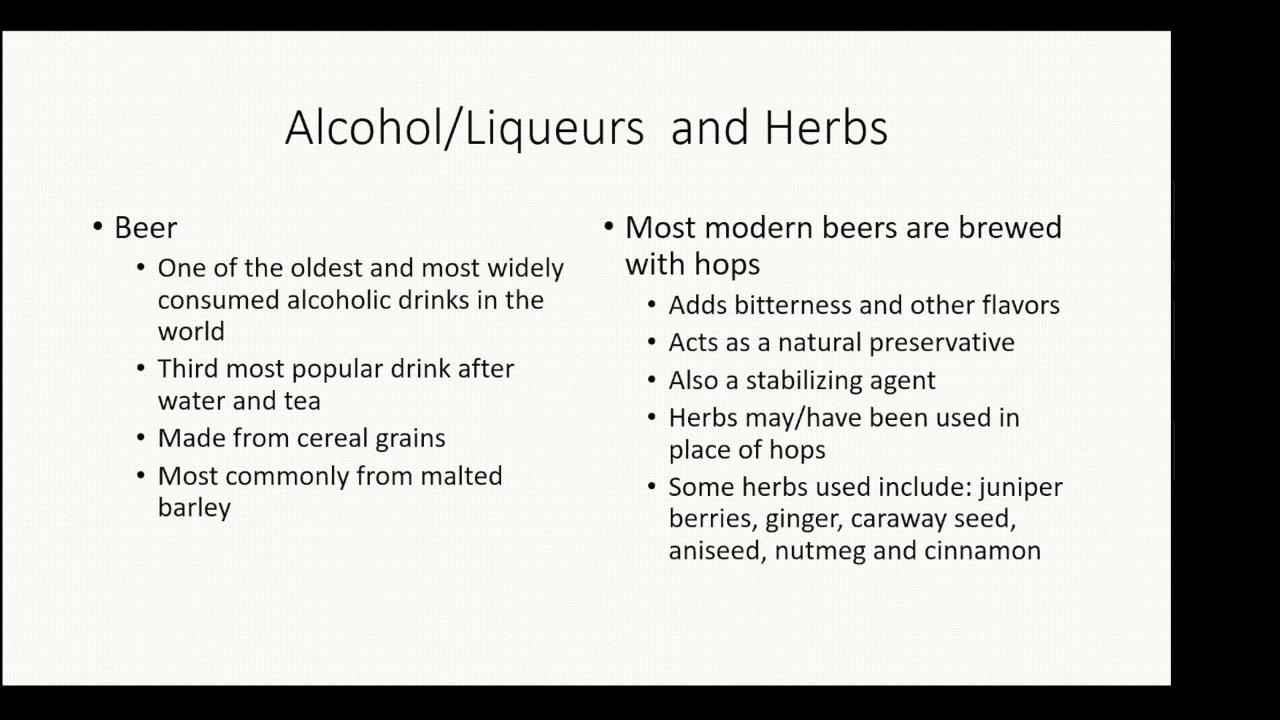 Alcohol/Liqueurs and Herbs
• Beer
• One of the oldest and most widely
consumed alcoholic drinks in the
world
• Third most popular drink after
water and tea
• Made from cereal grains
• Most commonly from malted
barley
• Most modern beers are brewed
with hops
• Adds bitterness and other flavors
• Acts as a natural preservative
• Also a stabilizing agent
• Herbs may/have been used in
place of hops
• Some herbs used include: juniper
berries, ginger, caraway seed,
aniseed, nutmeg and cinnamon